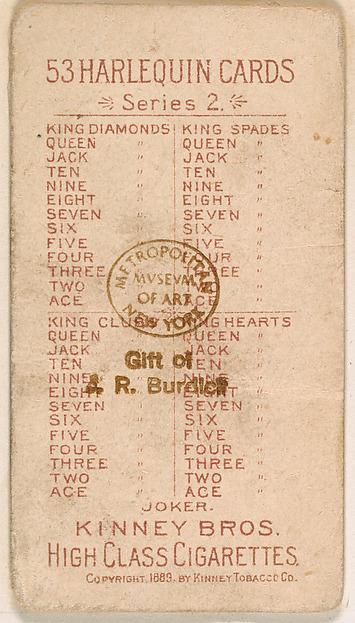 53 HARLEQUIN CARDS
Series 2.
KING DIAMONDS
QUEEN "
JACK "
TEN "
NINE "
EIGHT "
SEVEN "
SIX "
FIVE "
FOUR "
THREE "
TWO "
ACE "
KING SPADES
QUEEN "
JACK "
TEN "
NINE "
EIGHT "
SEVEN "
SIX "
FIVE "
FOUR "
THREE "
TWO "
ACE "
METROPOLITAN
MVSEVM
OF ART
NEW YORK
KING CLUBS
QUEEN "
JACK "
TEN "
NINE "
EIGHT "
SEVEN "
SIX "
FIVE "
FOUR "
THREE "
TWO "
ACE "
KING HEARTS
QUEEN "
JACK "
TEN "
NINE "
EIGHT "
SEVEN "
SIX "
FIVE "
FOUR "
THREE "
TWO "
ACE "
Gift of
R. Burdick
JOKER.
KINNEY BROS.
HIGH CLASS CIGARETTES.
COPYRIGHT, 1889, BY KINNEY TOBACCO CO.